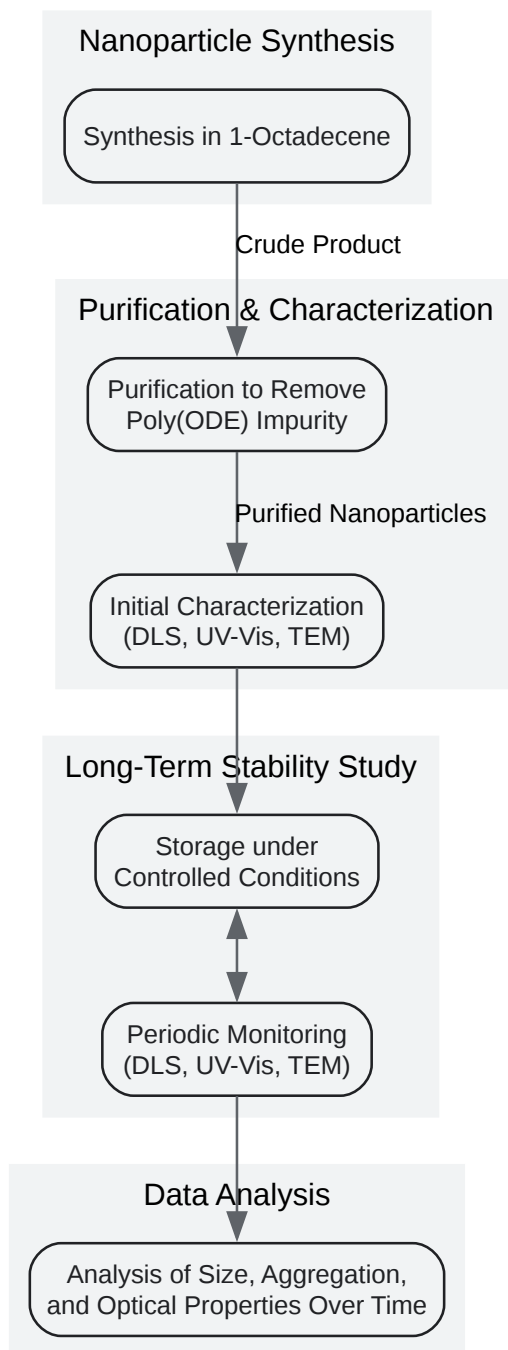 Nanoparticle Synthesis
Synthesis in 1-Octadecene
Crude Product
Purification & Characterization
Purification to Remove
Poly(ODE) Impurity
Purified Nanoparticles
Initial Characterization
(DLS, UV-Vis, TEM)
Long-Term Stability Study
Storage under
Controlled Conditions
Periodic Monitoring
(DLS, UV-Vis, TEM)
Data Analysis
Analysis of Size, Aggregation,
and Optical Properties Over Time